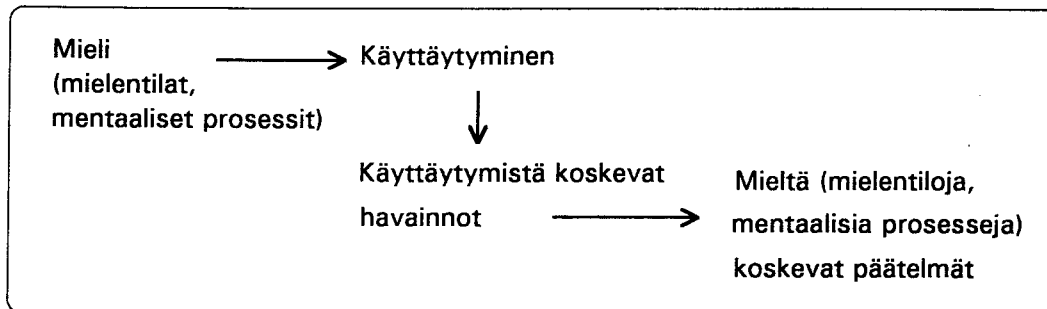 Mieli
(mielentilat,
mentaaliset prosessit)
Käyttäytyminen
Käyttäytymistä koskevat
havainnot
Mieltä (mielentiloja,
mentaalisia prosesseja)
koskevat päätelmät